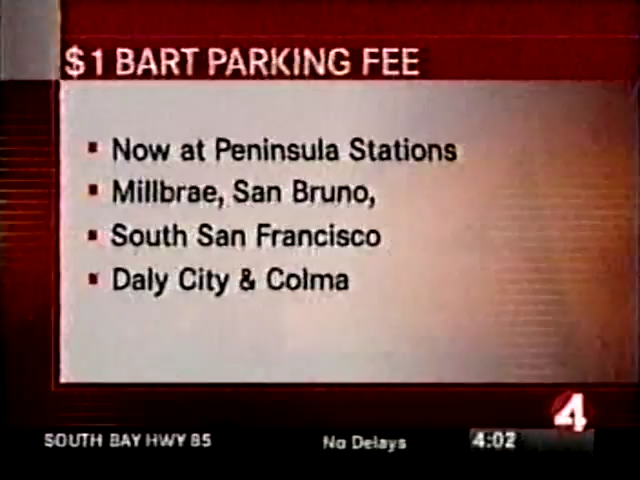 $1 BART PARKING FEE
▪ Now at Peninsula Stations
▪ Millbrae, San Bruno,
▪ South San Francisco
▪ Daly City & Colma
4
SOUTH BAY HWY 85 No Delays 4:02